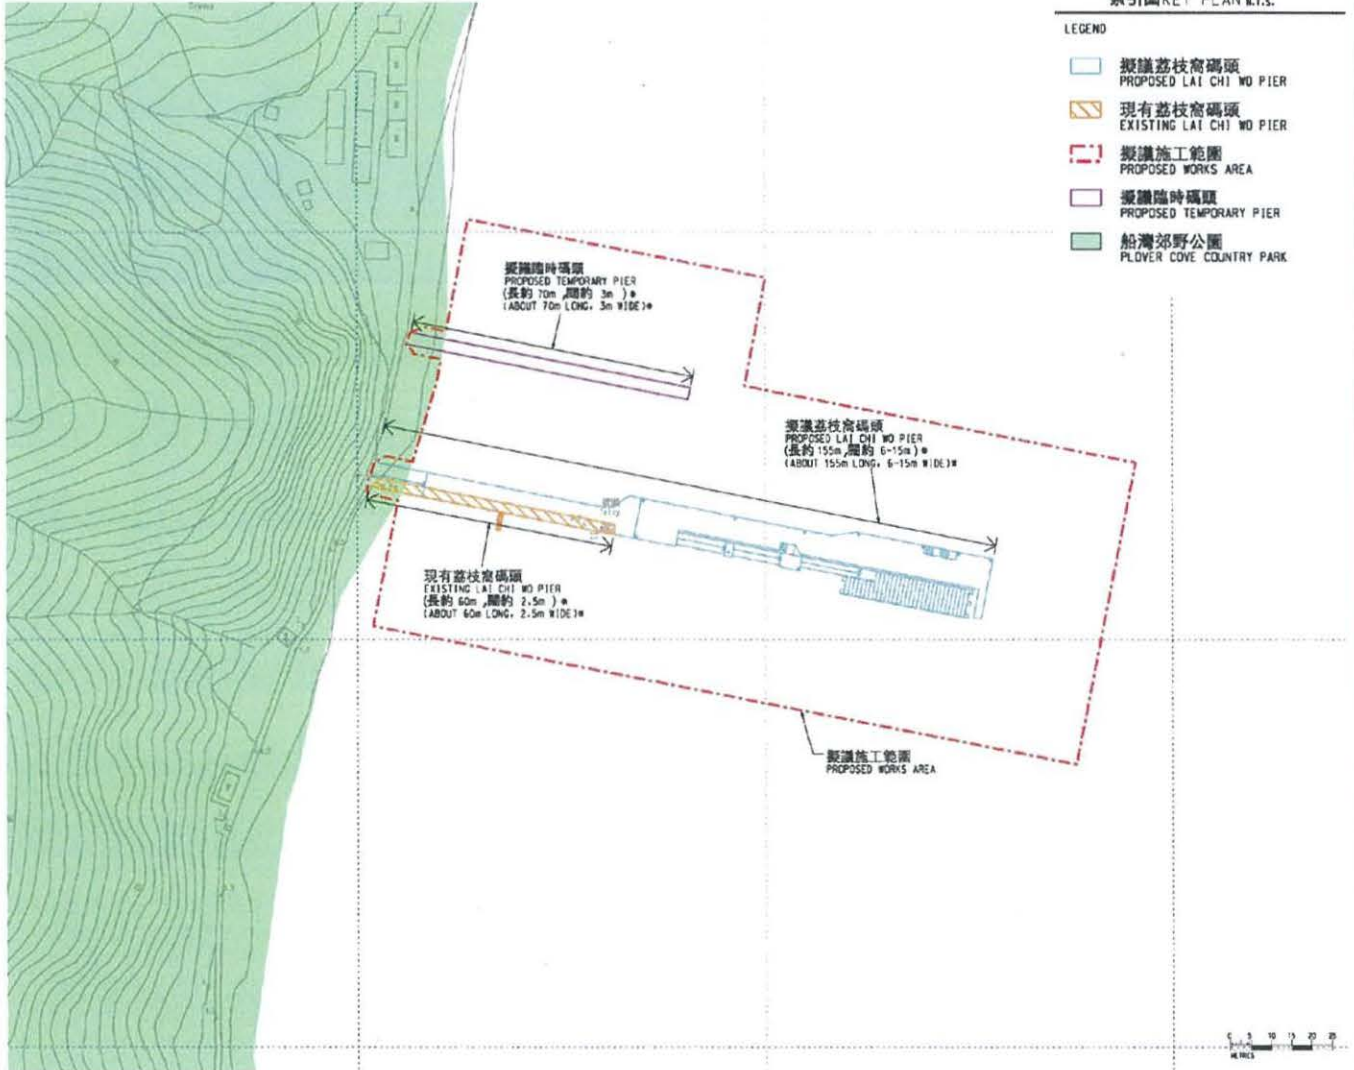 KEY PLAN N.T.S.
LEGEND
擬議荔枝窩碼頭
PROPOSED LAI CHI WO PIER
現有荔枝窩碼頭
EXISTING LAI CHI WO PIER
擬議施工範圍
PROPOSED WORKS AREA
擬議臨時碼頭
PROPOSED TEMPORARY PIER
船灣郊野公園
PLOVER COVE COUNTRY PARK
擬議臨時碼頭
PROPOSED TEMPORARY PIER
(長約 70m ,闊約 3m )*
(ABOUT 70m LONG, 3m WIDE)*
擬議荔枝窩碼頭
PROPOSED LAI CHI WO PIER
(長約 155m ,闊約 6-15m )*
(ABOUT 155m LONG, 6-15m WIDE)*
現有荔枝窩碼頭
EXISTING LAI CHI WO PIER
(長約 60m ,闊約 2.5m )*
(ABOUT 60m LONG, 2.5m WIDE)*
擬議施工範圍
PROPOSED WORKS AREA
0 5 10 15 20 25
METRES